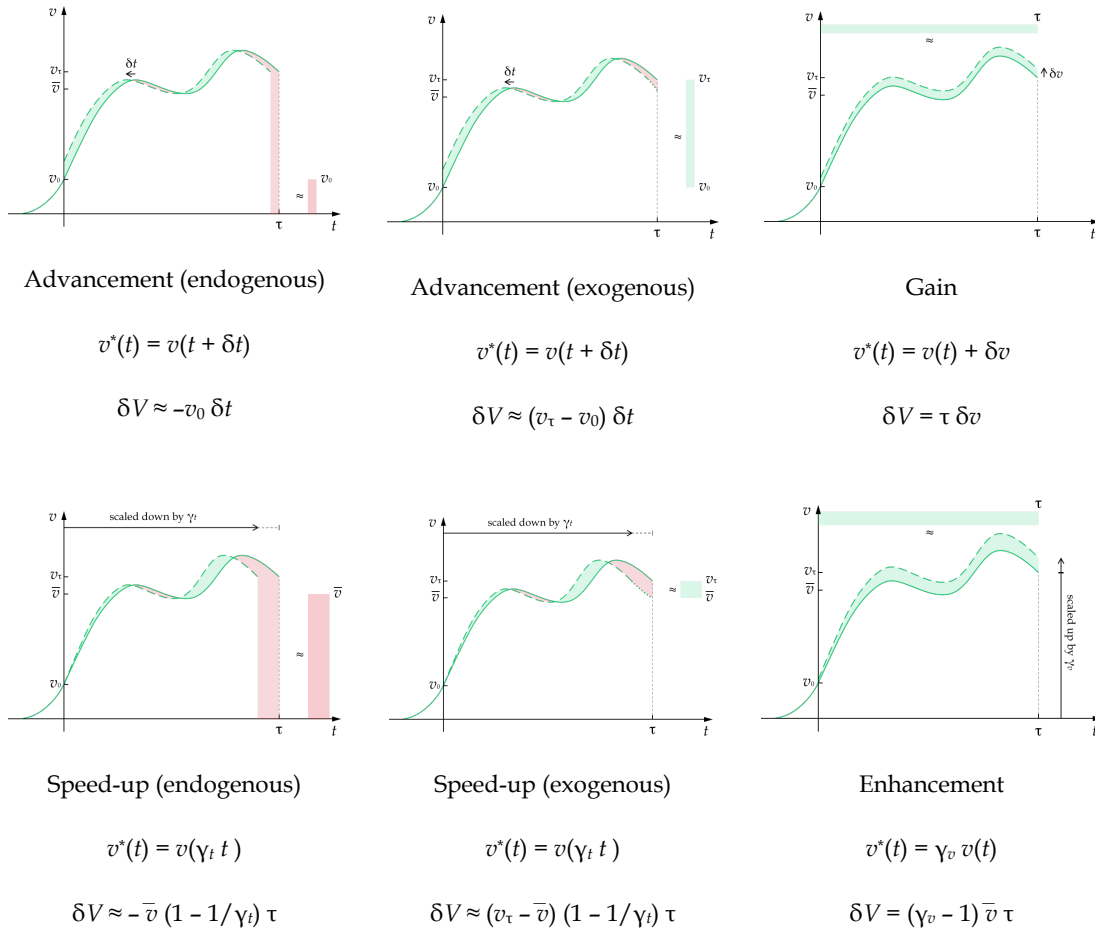 v
δt
v_τ
v̅
v₀
≈
v₀
τ
t
v
δt
v_τ
v̅
v_τ
≈
v₀
v₀
τ
t
v
τ
≈
v_τ
v̅
δv
v₀
τ
t
Advancement (endogenous)
v*(t) = v(t + δt)
δV ≈ –v₀ δt
Advancement (exogenous)
v*(t) = v(t + δt)
δV ≈ (v_τ – v₀) δt
Gain
v*(t) = v(t) + δv
δV = τ δv
v
scaled down by γ_t
v_τ
v̅
v̅
≈
v₀
τ
t
v
scaled down by γ_t
v_τ
v̅
≈
v_τ
v̅
v₀
τ
t
v
τ
≈
v_τ
v̅
scaled up by γ_v
v₀
τ
t
Speed-up (endogenous)
v*(t) = v(γ_t t )
δV ≈ – v̅ (1 – 1/γ_t) τ
Speed-up (exogenous)
v*(t) = v(γ_t t )
δV ≈ (v_τ – v̅) (1 – 1/γ_t) τ
Enhancement
v*(t) = γ_v v(t)
δV = (γ_v – 1) v̅ τ